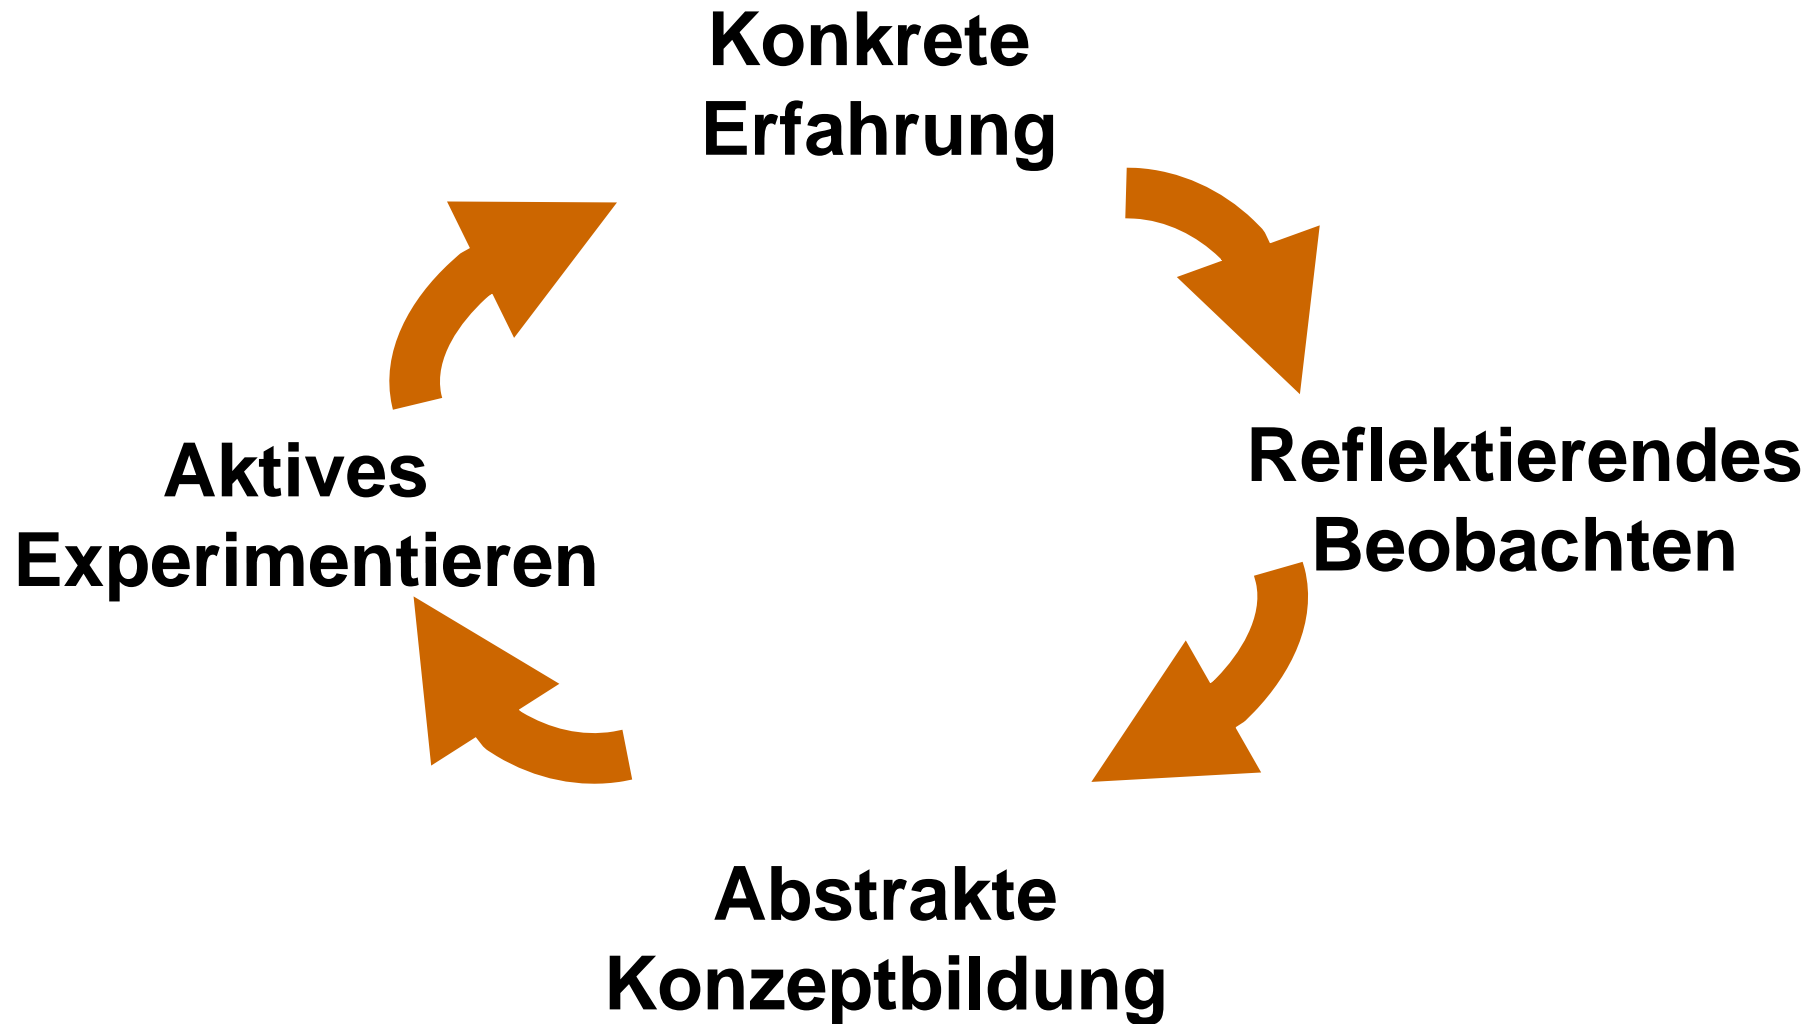 Konkrete
Erfahrung
Reflektierendes
Beobachten
Abstrakte
Konzeptbildung
Aktives
Experimentieren